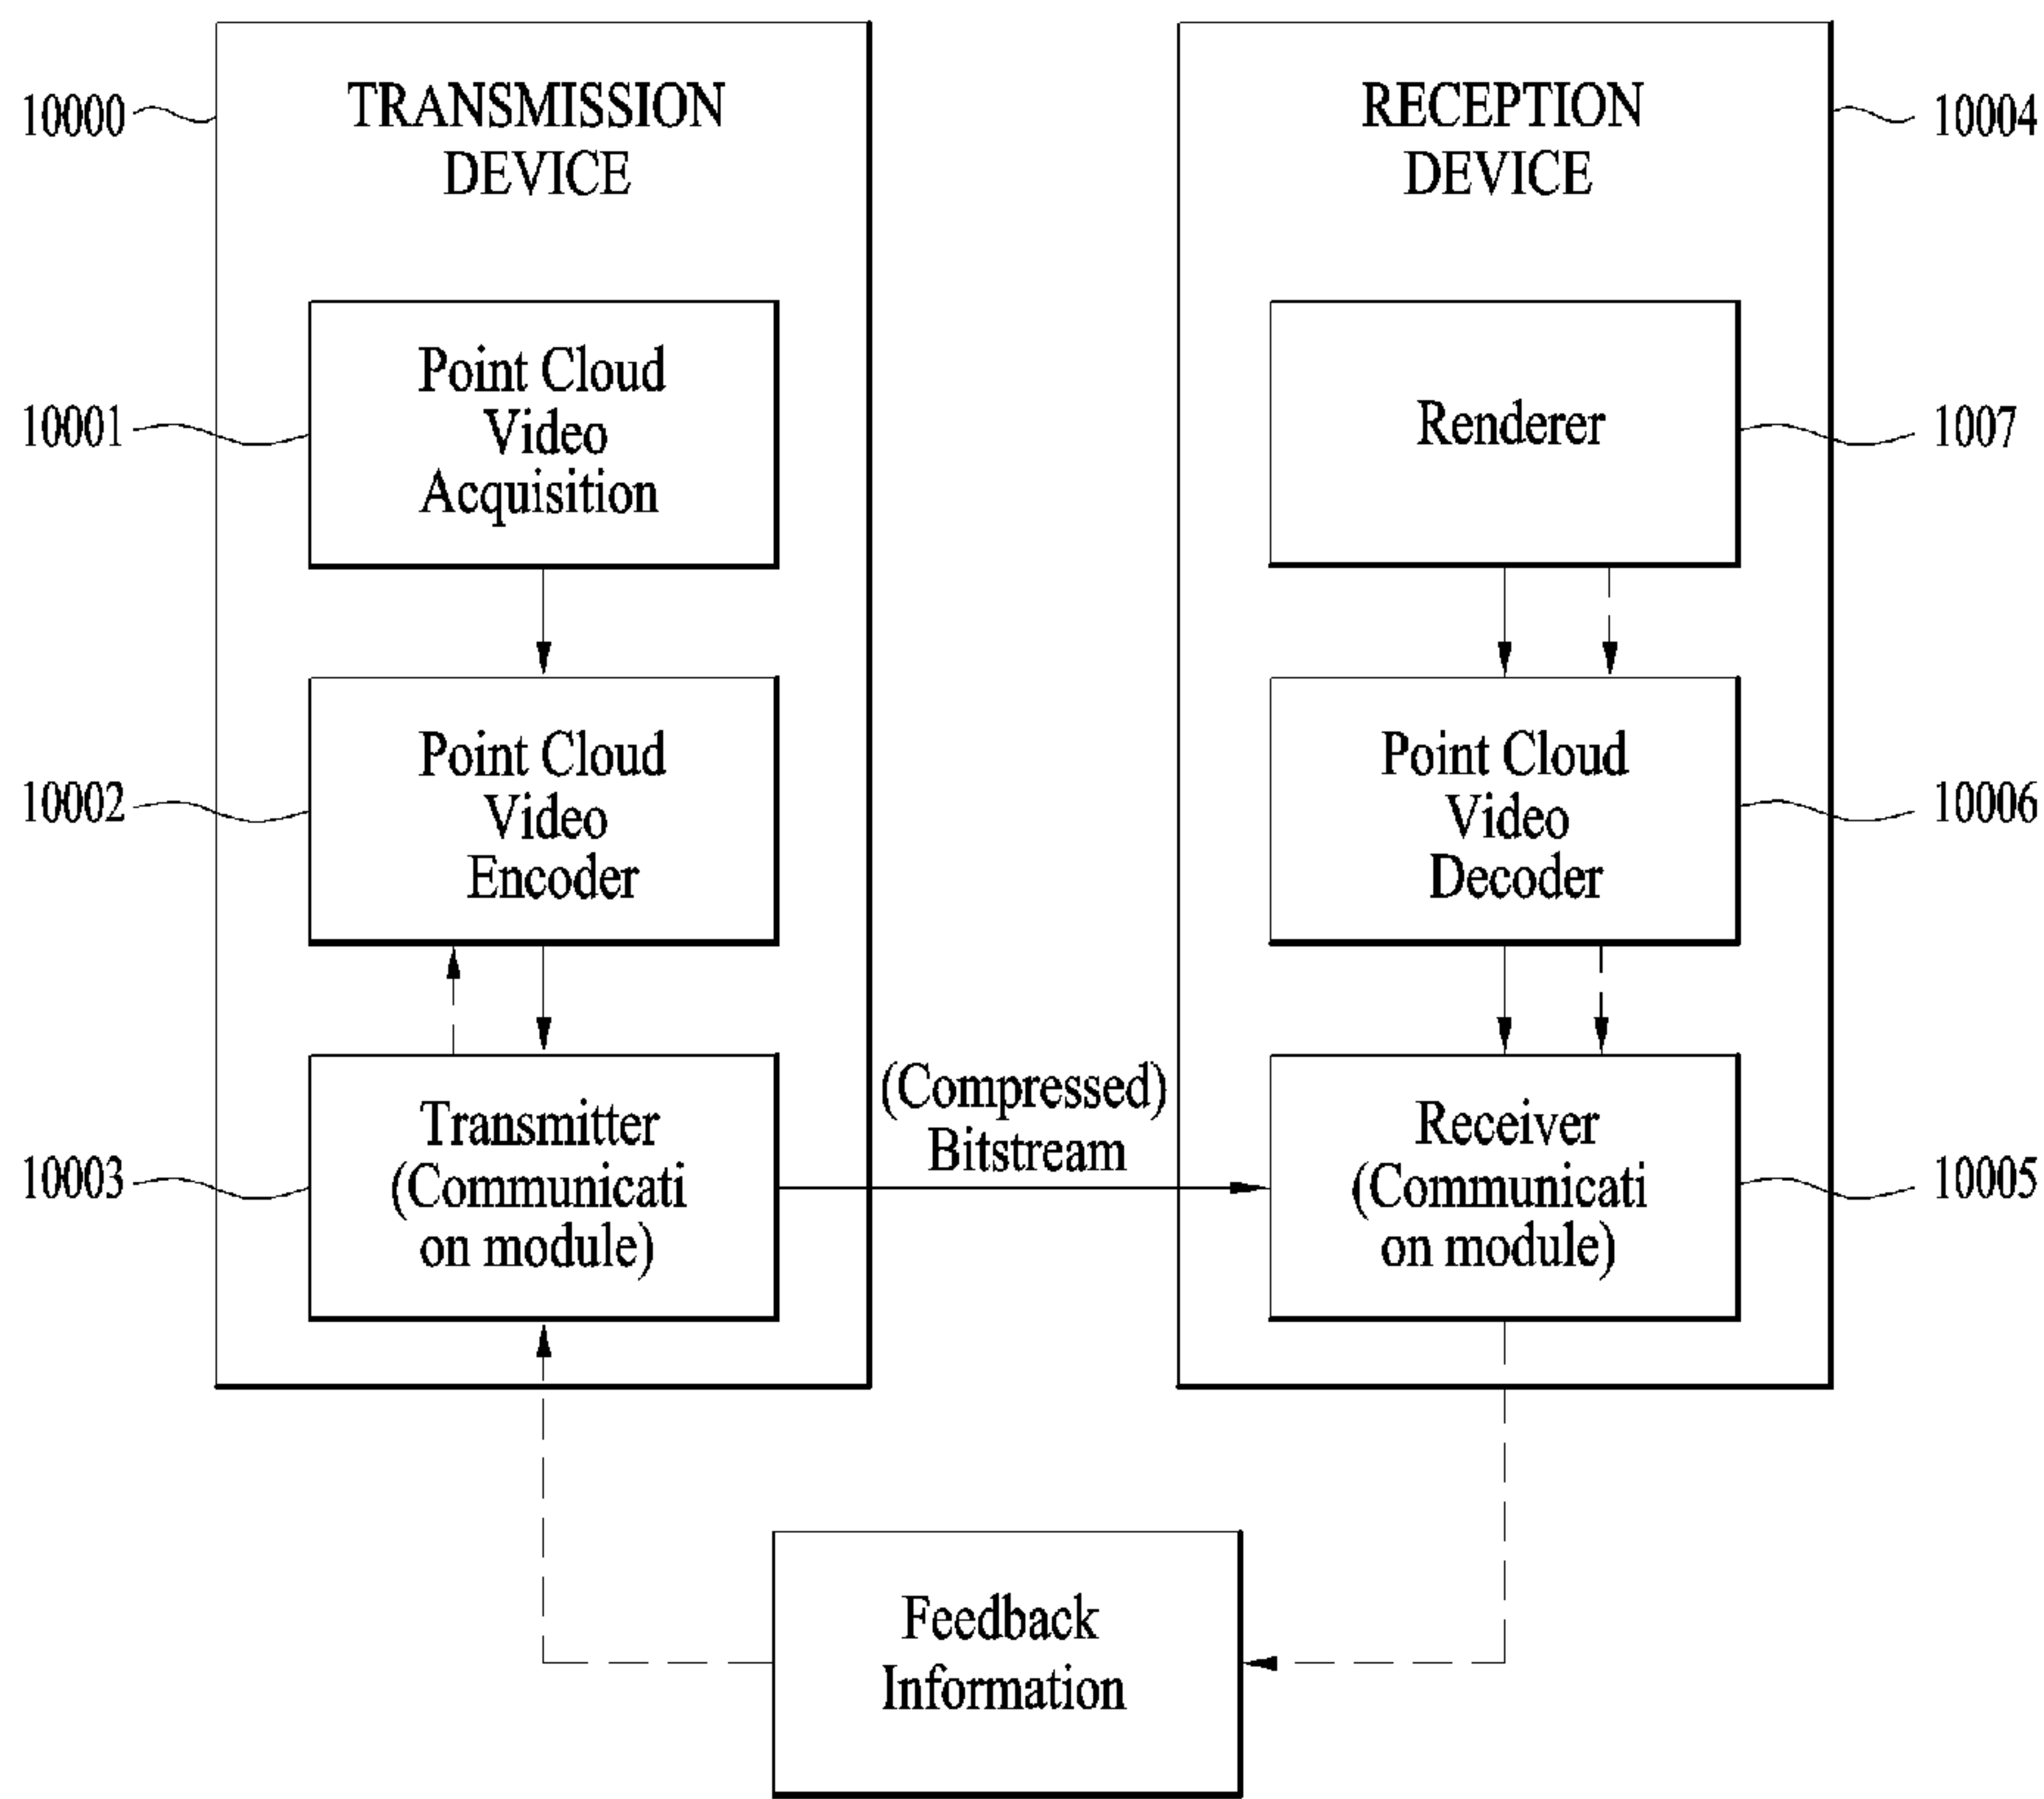 10000
TRANSMISSION
DEVICE
10001
Point Cloud
Video
Acquisition
10002
Point Cloud
Video
Encoder
10003
Transmitter
(Communicati
on module)
(Compressed)
Bitstream
RECEPTION
DEVICE
10004
Renderer
1007
Point Cloud
Video
Decoder
10006
Receiver
(Communicati
on module)
10005
Feedback
Information